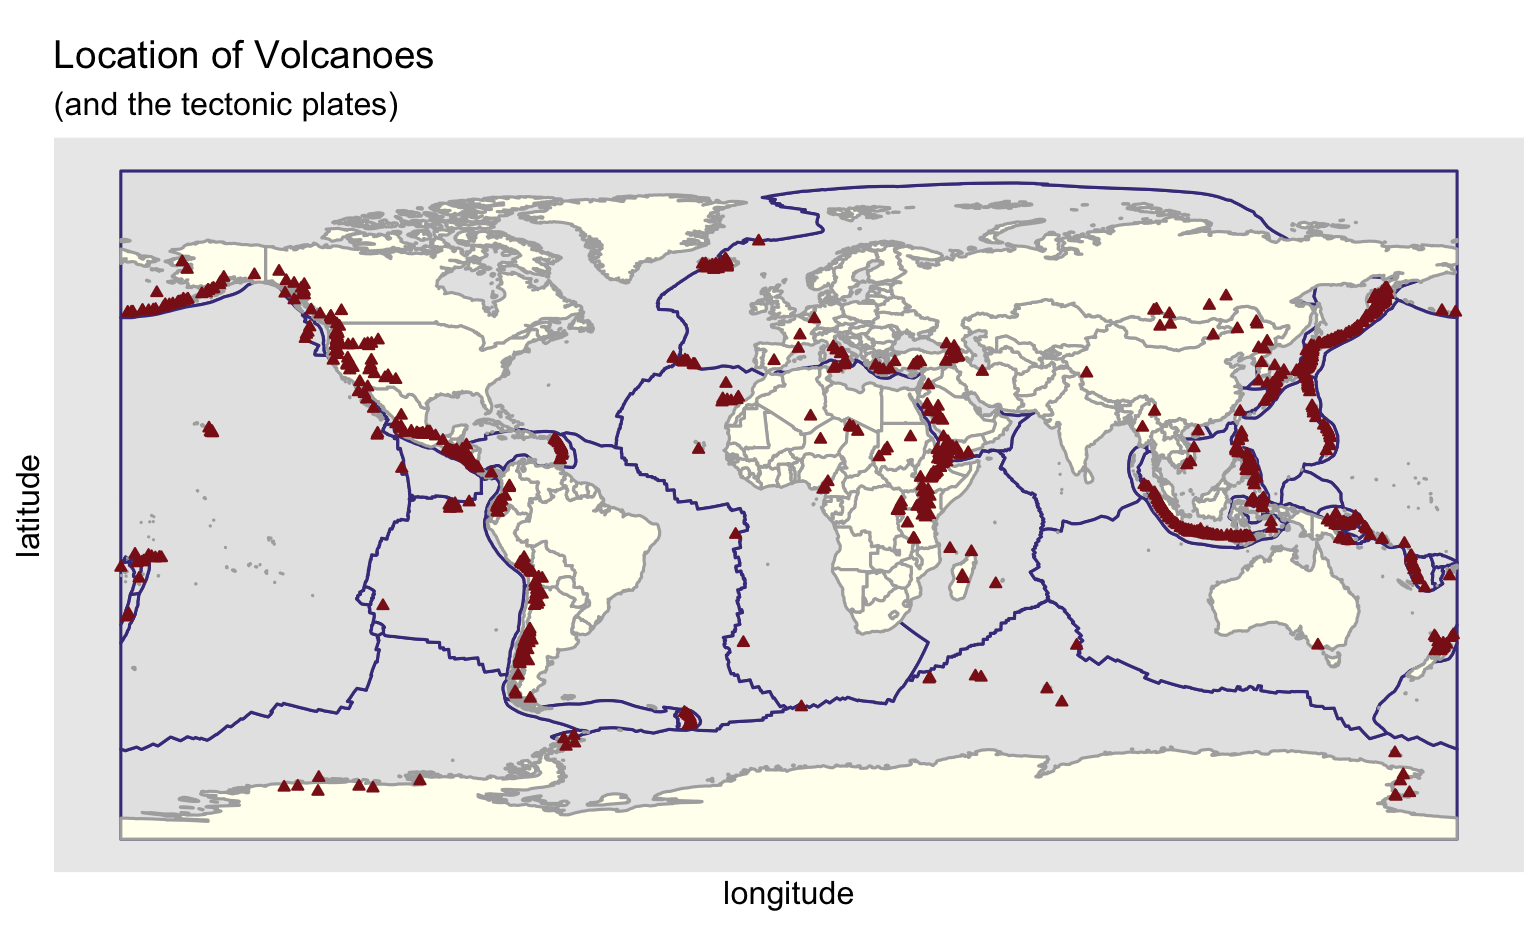 Location of Volcanoes
(and the tectonic plates)
latitude
longitude